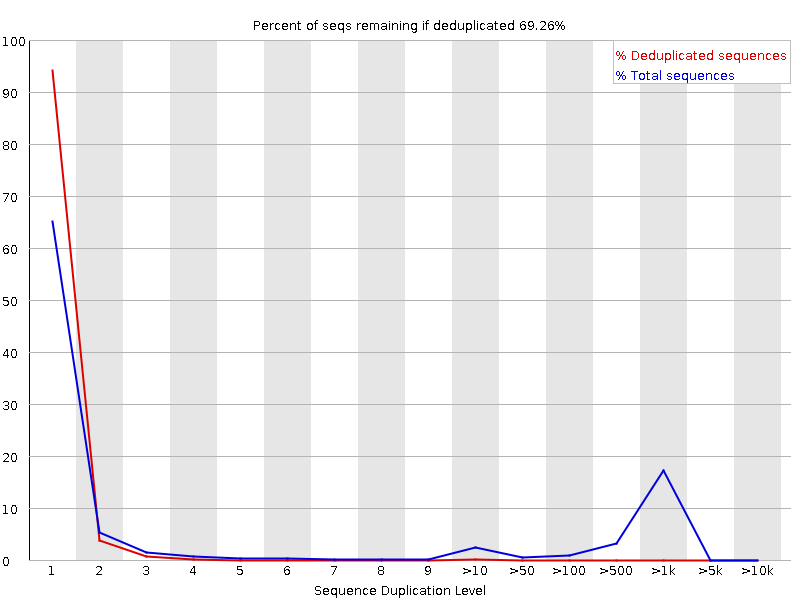 Percent of seqs remaining if deduplicated 69.26%
% Deduplicated sequences
% Total sequences
100
90
80
70
60
50
40
30
20
10
0
1 2 3 4 5 6 7 8 9 >10 >50 >100 >500 >1k >5k >10k
Sequence Duplication Level